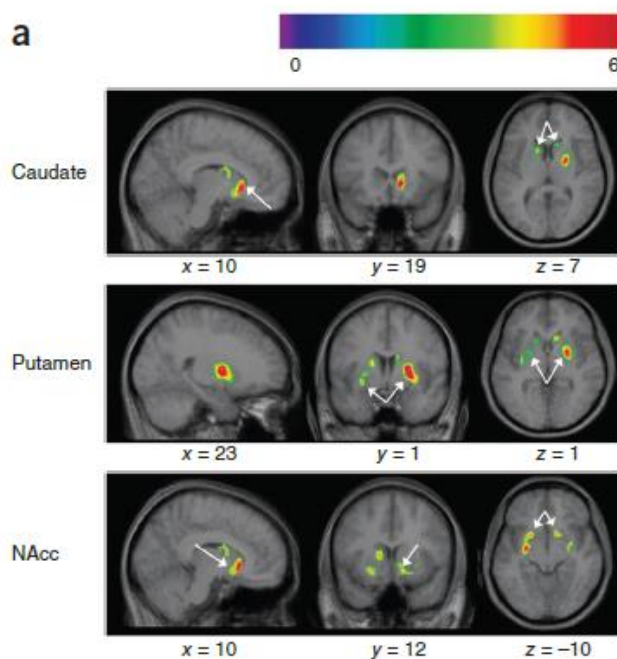 a
0 6
Caudate
x = 10 y = 19 z = 7
Putamen
x = 23 y = 1 z = 1
NAcc
x = 10 y = 12 z = –10